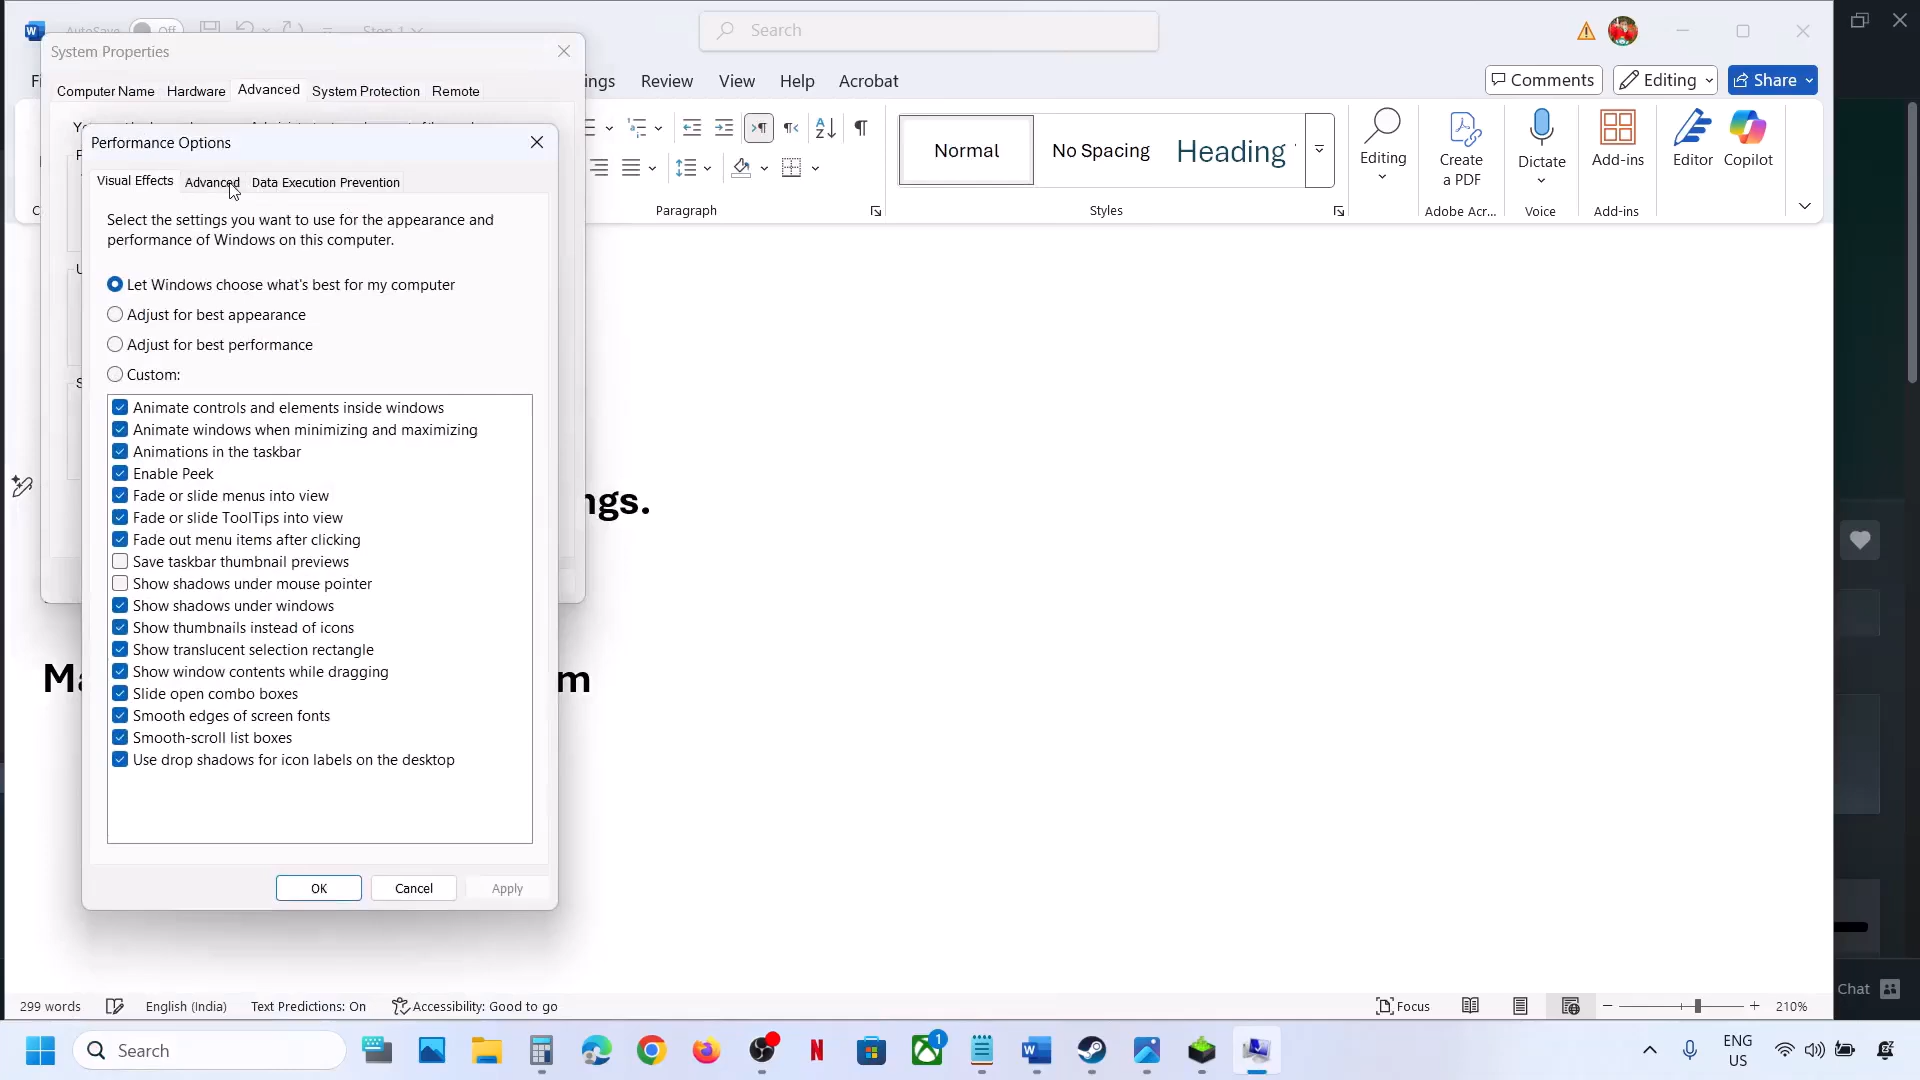 AutoSave Off Step 1
Search
System Properties
Computer Name Hardware Advanced System Protection Remote
ings Review View Help Acrobat
Comments Editing Share
Performance Options
Visual Effects Advanced Data Execution Prevention
Select the settings you want to use for the appearance and
performance of Windows on this computer.
Let Windows choose what's best for my computer
Adjust for best appearance
Adjust for best performance
Custom:
Animate controls and elements inside windows
Animate windows when minimizing and maximizing
Animations in the taskbar
Enable Peek
Fade or slide menus into view
Fade or slide ToolTips into view
Fade out menu items after clicking
Save taskbar thumbnail previews
Show shadows under mouse pointer
Show shadows under windows
Show thumbnails instead of icons
Show translucent selection rectangle
Show window contents while dragging
Slide open combo boxes
Smooth edges of screen fonts
Smooth-scroll list boxes
Use drop shadows for icon labels on the desktop
OK Cancel Apply
Normal No Spacing Heading
Editing
Create
a PDF
Dictate
Add-ins
Editor
Copilot
Paragraph Styles Adobe Acr... Voice Add-ins
ngs.
Ma
m
299 words English (India) Text Predictions: On Accessibility: Good to go
Focus 210%
Chat
Search
1
ENG
US